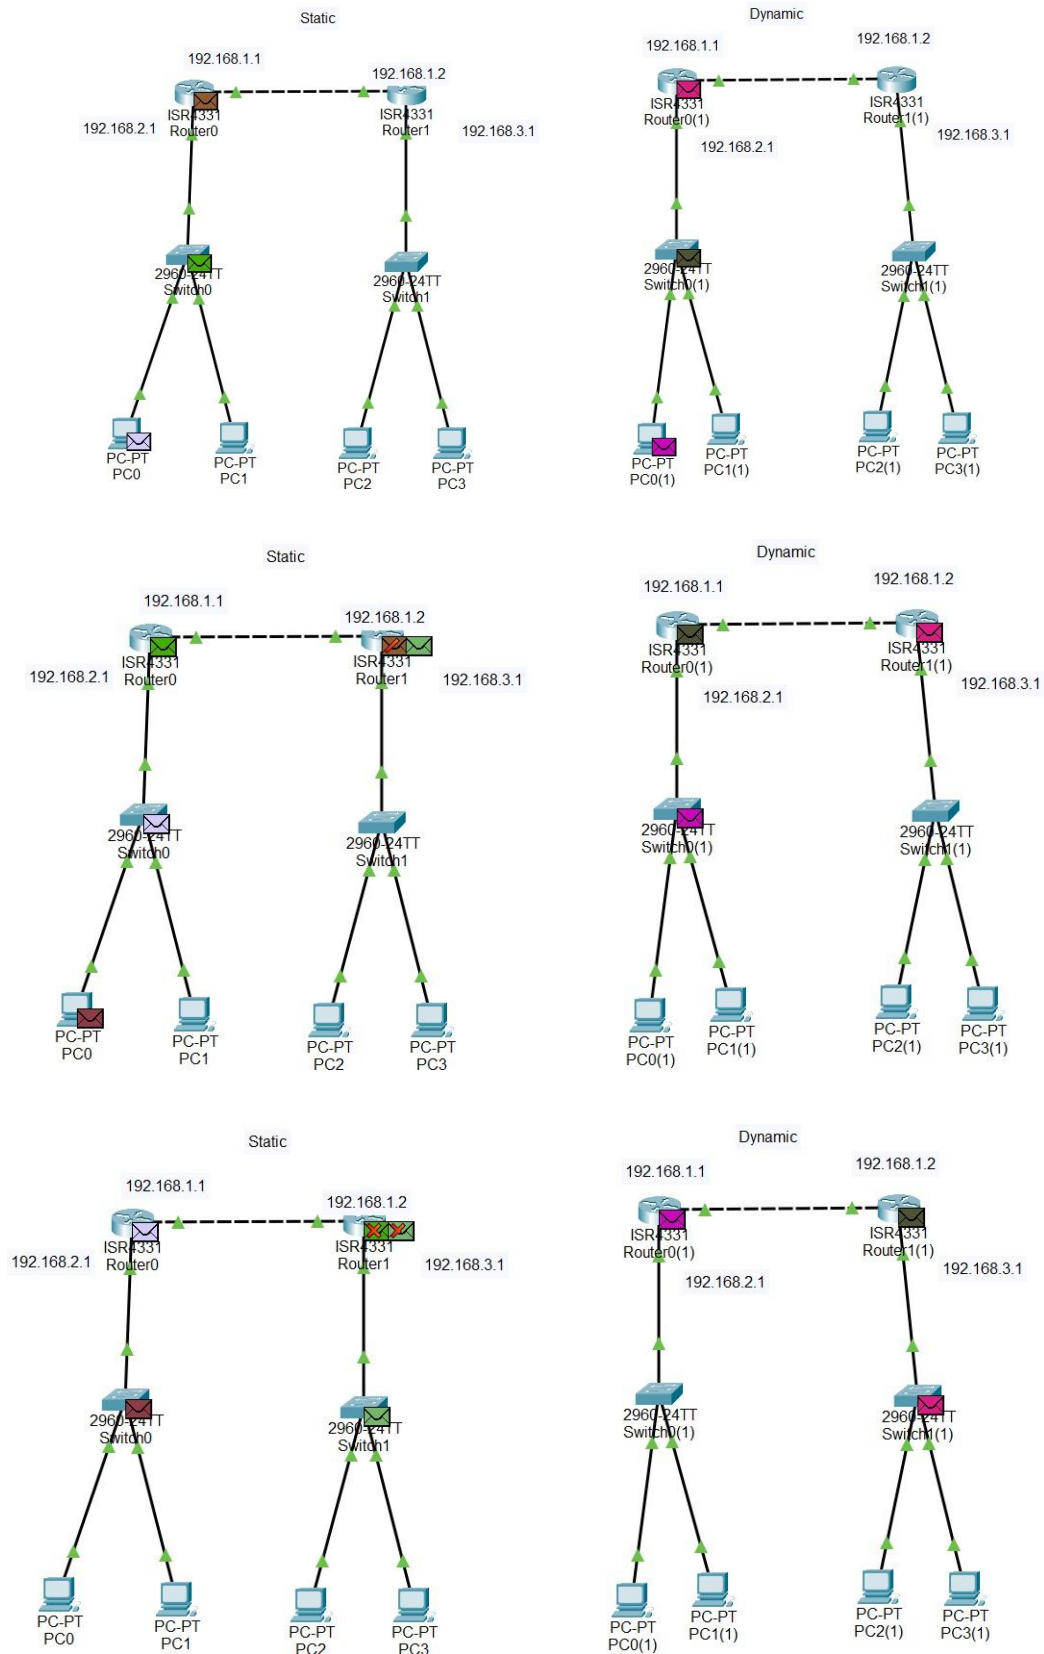 Static
192.168.1.1
192.168.1.2
ISR4331
Router0
ISR4331
Router1
192.168.2.1
192.168.3.1
2960-24TT
Switch0
2960-24TT
Switch1
PC-PT
PC0
PC-PT
PC1
PC-PT
PC2
PC-PT
PC3
Dynamic
192.168.1.1
192.168.1.2
ISR4331
Router0(1)
ISR4331
Router1(1)
192.168.2.1
192.168.3.1
2960-24TT
Switch0(1)
2960-24TT
Switch1(1)
PC-PT
PC0(1)
PC-PT
PC1(1)
PC-PT
PC2(1)
PC-PT
PC3(1)
Static
192.168.1.1
192.168.1.2
ISR4331
Router0
ISR4331
Router1
192.168.2.1
192.168.3.1
2960-24TT
Switch0
2960-24TT
Switch1
PC-PT
PC0
PC-PT
PC1
PC-PT
PC2
PC-PT
PC3
Dynamic
192.168.1.1
192.168.1.2
ISR4331
Router0(1)
ISR4331
Router1(1)
192.168.2.1
192.168.3.1
2960-24TT
Switch0(1)
2960-24TT
Switch1(1)
PC-PT
PC0(1)
PC-PT
PC1(1)
PC-PT
PC2(1)
PC-PT
PC3(1)
Static
192.168.1.1
192.168.1.2
ISR4331
Router0
ISR4331
Router1
192.168.2.1
192.168.3.1
2960-24TT
Switch0
2960-24TT
Switch1
PC-PT
PC0
PC-PT
PC1
PC-PT
PC2
PC-PT
PC3
Dynamic
192.168.1.1
192.168.1.2
ISR4331
Router0(1)
ISR4331
Router1(1)
192.168.2.1
192.168.3.1
2960-24TT
Switch0(1)
2960-24TT
Switch1(1)
PC-PT
PC0(1)
PC-PT
PC1(1)
PC-PT
PC2(1)
PC-PT
PC3(1)